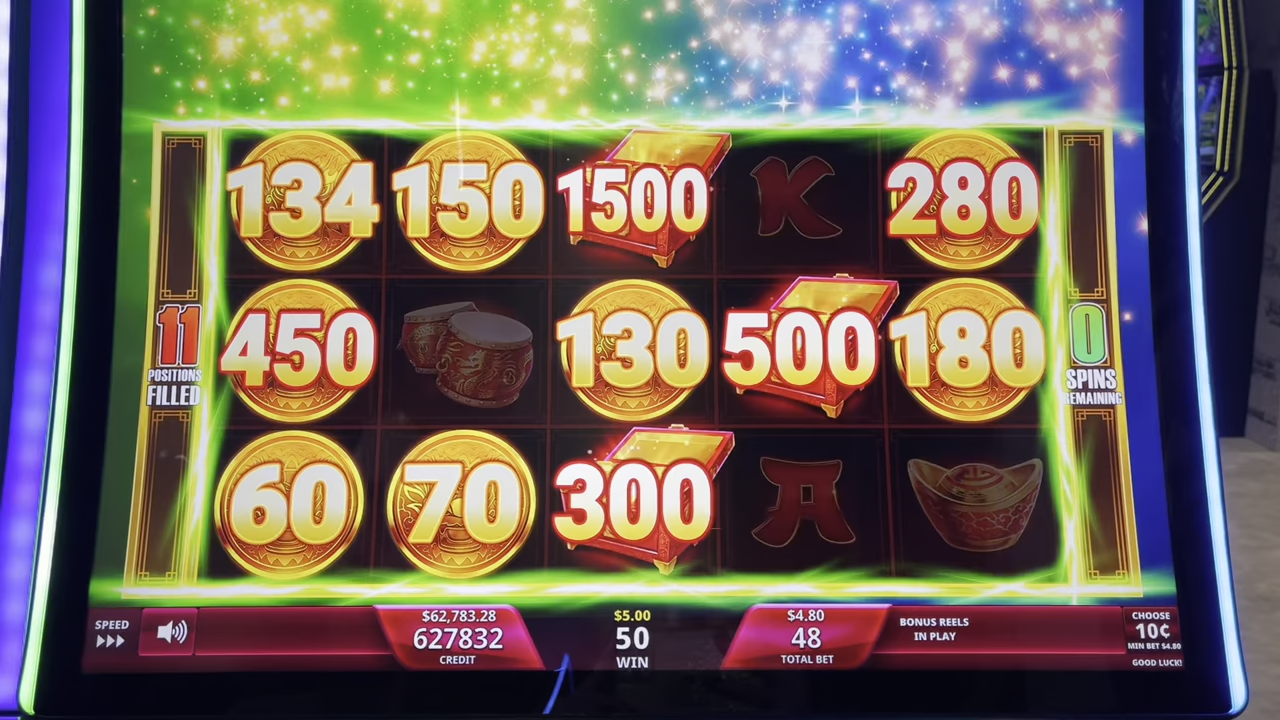 134 150 1500 K 280
11
POSITIONS
FILLED
450 130 500 180
0
SPINS
REMAINING
60 70 300 A
SPEED
$62,783.28
627832
CREDIT
$5.00
50
WIN
$4.80
48
TOTAL BET
BONUS REELS
IN PLAY
CHOOSE
10¢
MIN BET $4.80
GOOD LUCK!